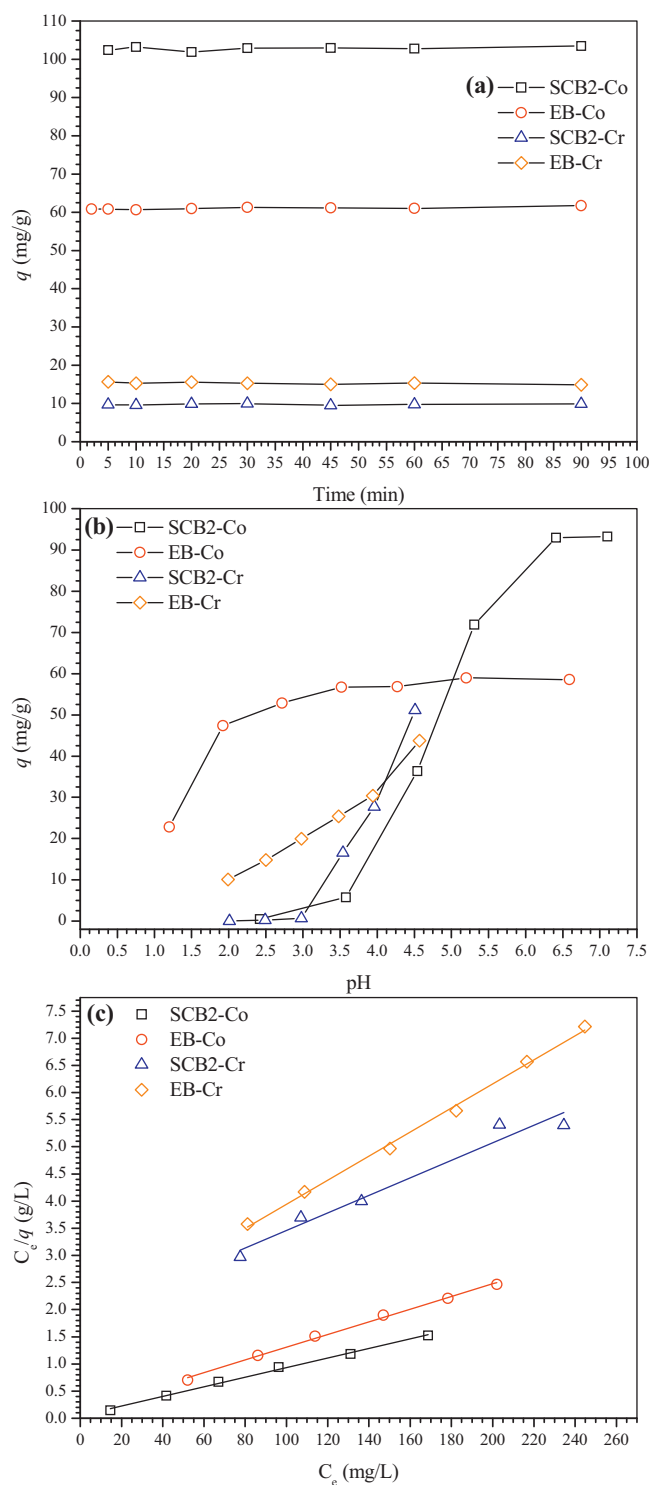 110
100
90
80
70
60
50
40
30
20
10
0
q (mg/g)
(a)
SCB2-Co
EB-Co
SCB2-Cr
EB-Cr
0 5 10 15 20 25 30 35 40 45 50 55 60 65 70 75 80 85 90 95 100
Time (min)
100
90
80
70
60
50
40
30
20
10
0
q (mg/g)
(b)
SCB2-Co
EB-Co
SCB2-Cr
EB-Cr
0.0 0.5 1.0 1.5 2.0 2.5 3.0 3.5 4.0 4.5 5.0 5.5 6.0 6.5 7.0 7.5
pH
7.5
7.0
6.5
6.0
5.5
5.0
4.5
4.0
3.5
3.0
2.5
2.0
1.5
1.0
0.5
0.0
Ce/q (g/L)
(c)
SCB2-Co
EB-Co
SCB2-Cr
EB-Cr
0 20 40 60 80 100 120 140 160 180 200 220 240 260
Ce (mg/L)